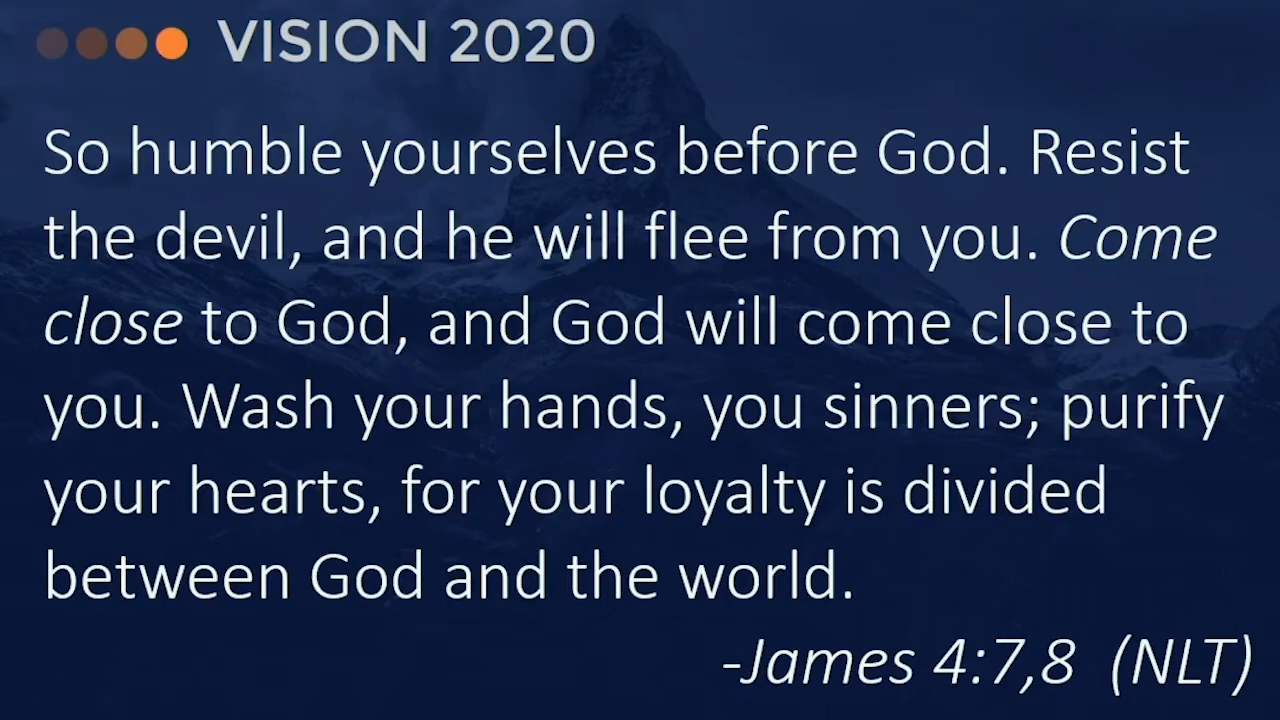 VISION 2020
So humble yourselves before God. Resist
the devil, and he will flee from you. Come
close to God, and God will come close to
you. Wash your hands, you sinners; purify
your hearts, for your loyalty is divided
between God and the world.
-James 4:7,8 (NLT)